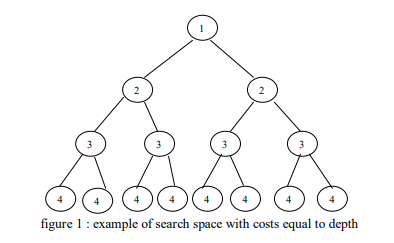 1
2 2
3 3 3 3
4 4 4 4 4 4 4 4
figure 1 : example of search space with costs equal to depth